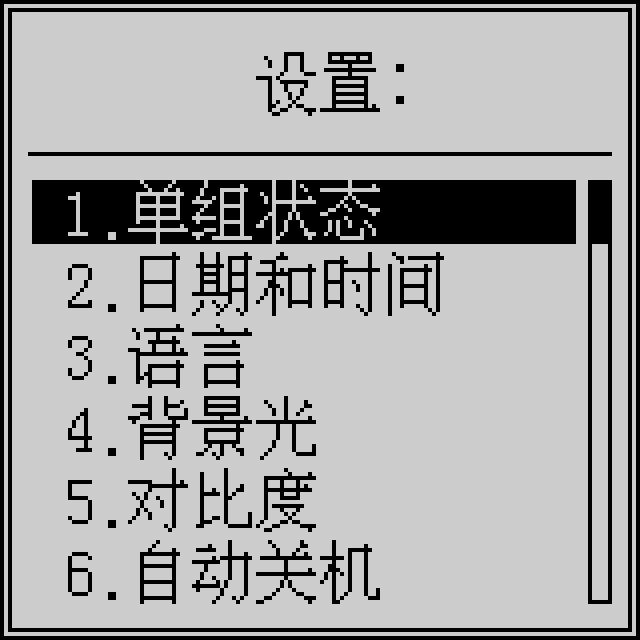 设置:
1.单组状态
2.日期和时间
3.语言
4.背景光
5.对比度
6.自动关机